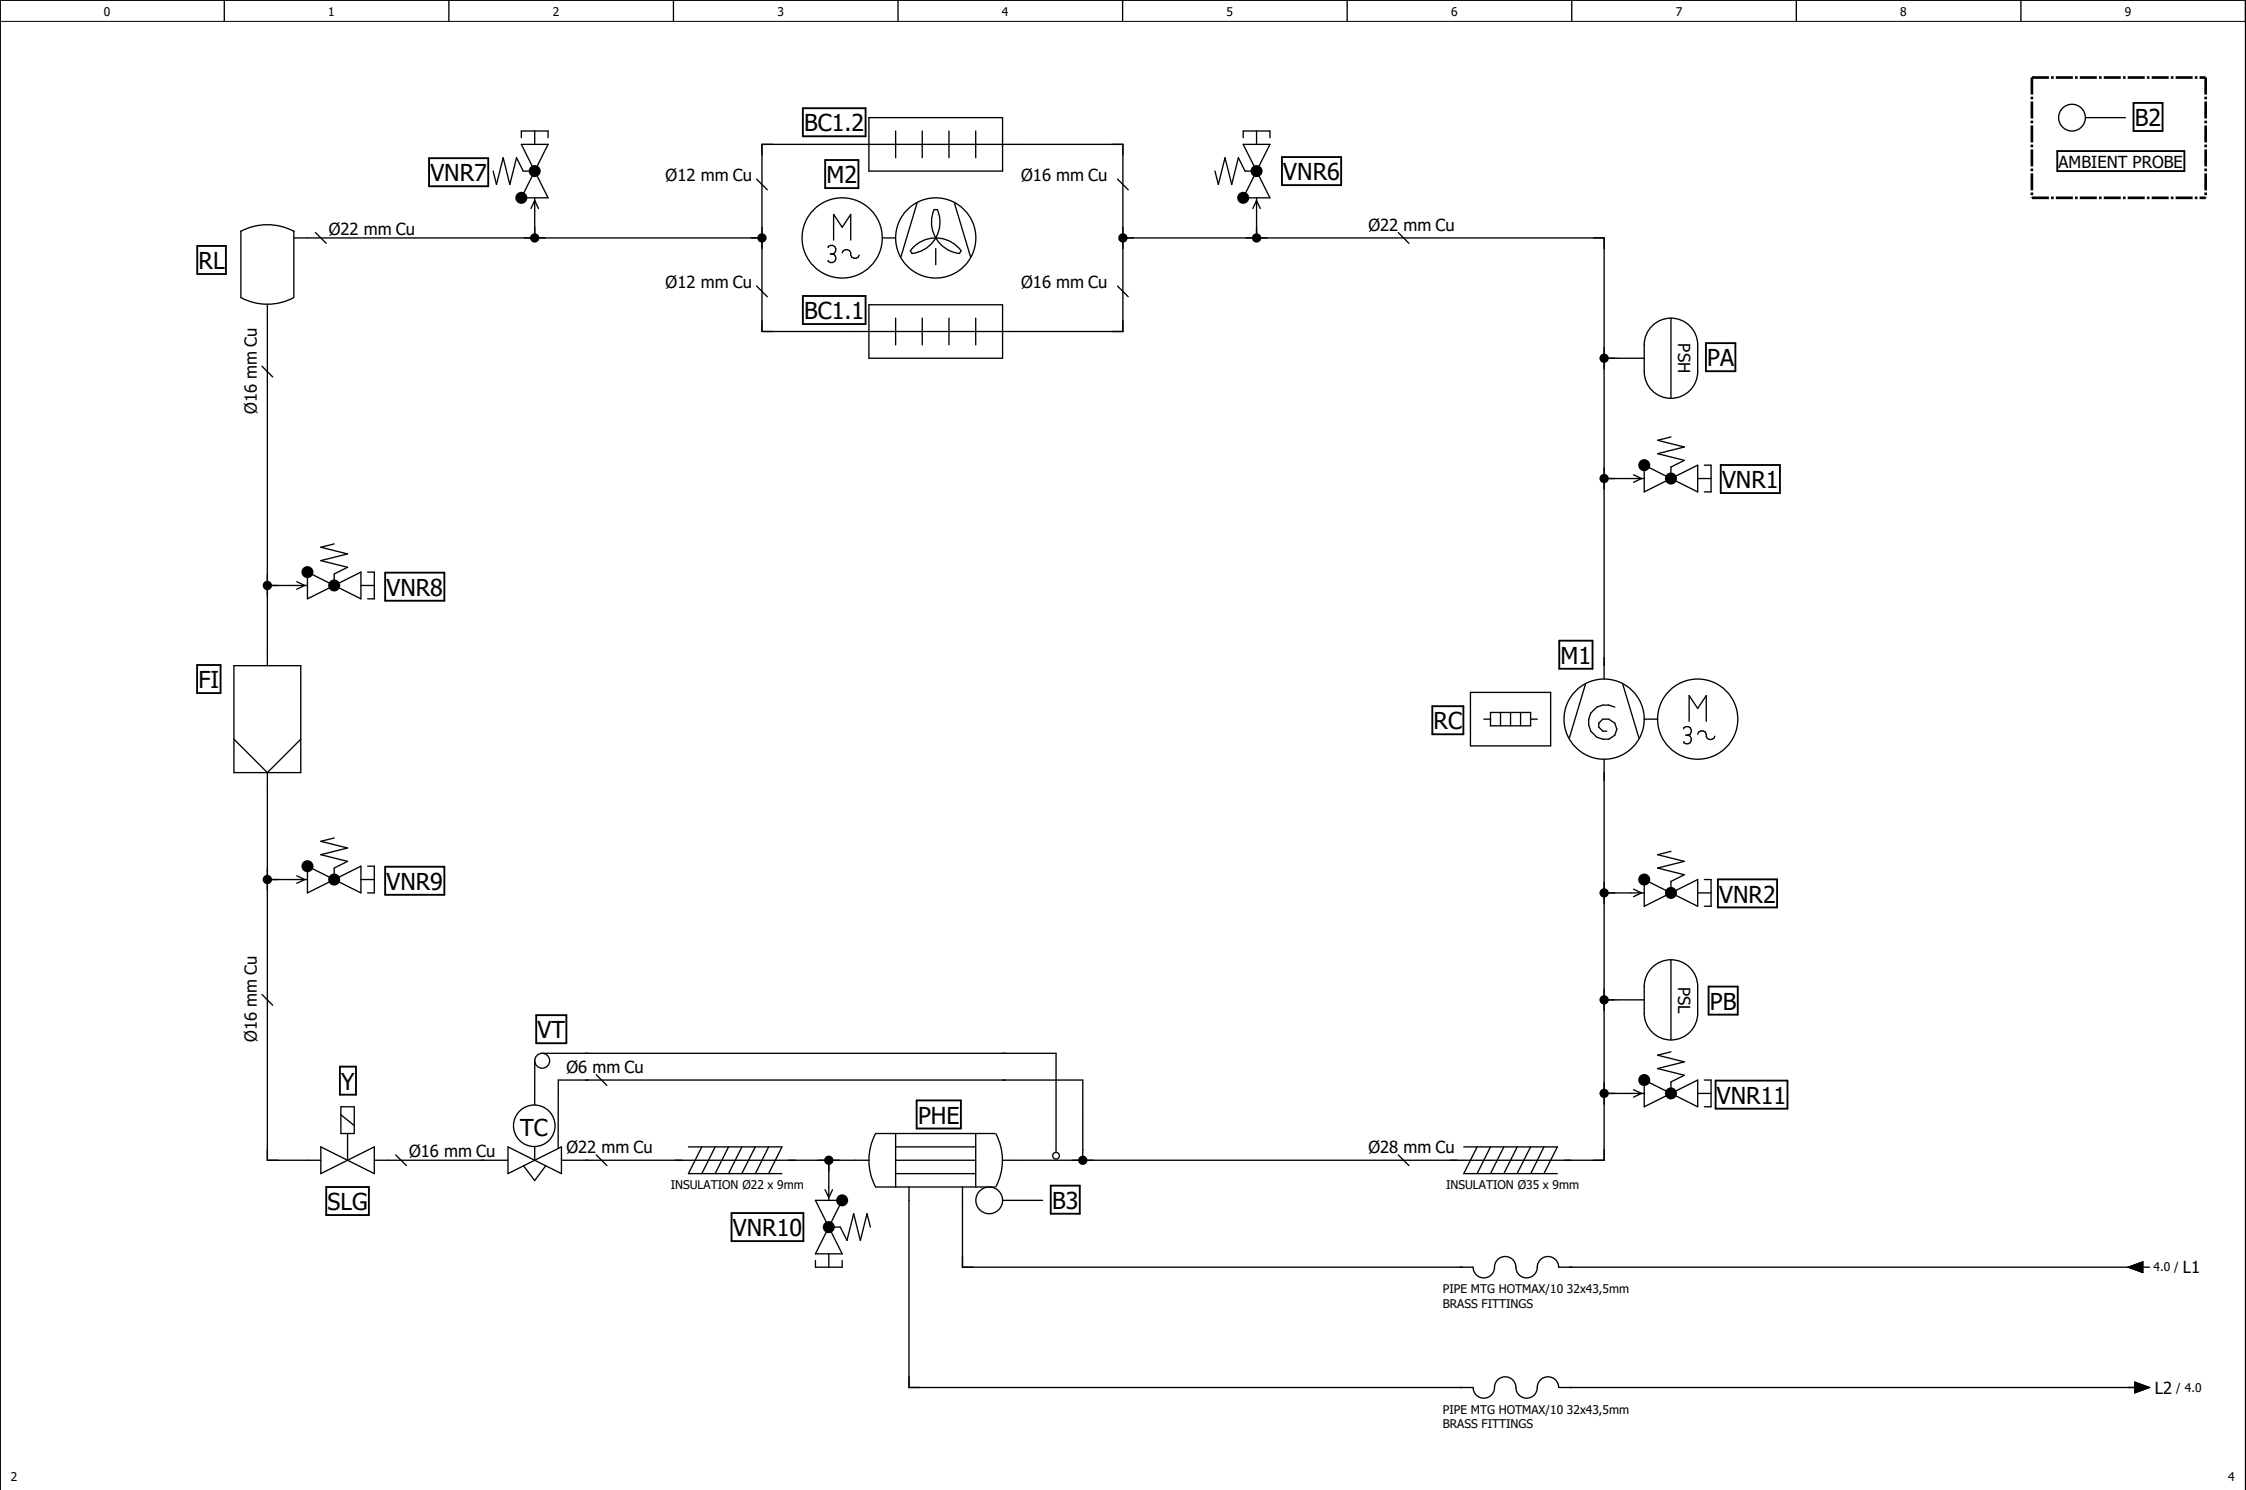 0 1 2 3 4 5 6 7 8 9
B2
AMBIENT PROBE
BC1.2
VNR7
VNR6
Ø12 mm Cu
M2
Ø16 mm Cu
M
3~
Ø22 mm Cu
Ø22 mm Cu
RL
Ø12 mm Cu
Ø16 mm Cu
BC1.1
Ø16 mm Cu
PSH
PA
VNR1
VNR8
FI
M1
RC
M
3~
VNR9
VNR2
Ø16 mm Cu
PSL
PB
VT
Ø6 mm Cu
Y
VNR11
PHE
TC
Ø16 mm Cu
Ø22 mm Cu
Ø28 mm Cu
INSULATION Ø22 x 9mm
INSULATION Ø35 x 9mm
SLG
B3
VNR10
4.0 / L1
PIPE MTG HOTMAX/10 32x43,5mm
BRASS FITTINGS
L2 / 4.0
PIPE MTG HOTMAX/10 32x43,5mm
BRASS FITTINGS
2
4